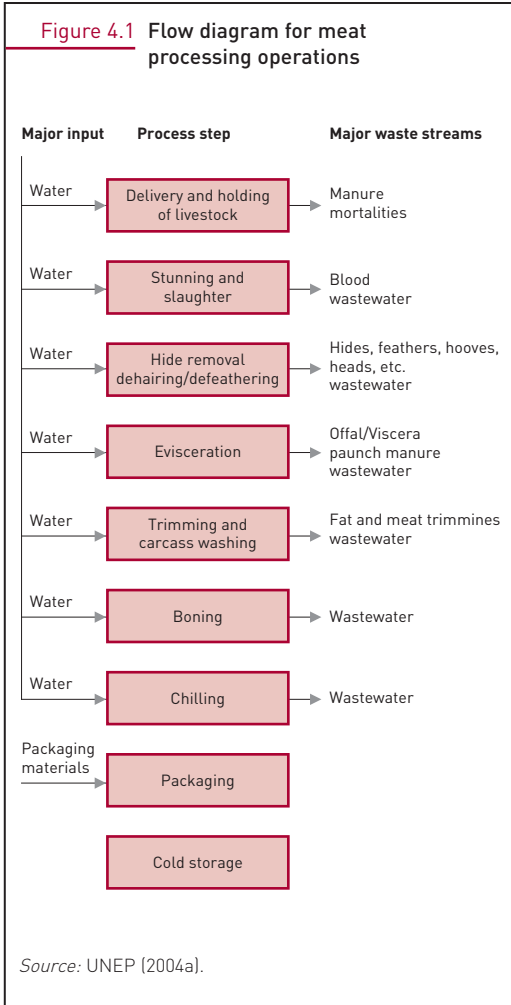 Figure 4.1 Flow diagram for meat
processing operations
Major input Process step Major waste streams
Water
Delivery and holding
of livestock
Manure
mortalities
Water
Stunning and
slaughter
Blood
wastewater
Water
Hide removal
dehairing/defeathering
Hides, feathers, hooves,
heads, etc.
wastewater
Water
Evisceration
Offal/Viscera
paunch manure
wastewater
Water
Trimming and
carcass washing
Fat and meat trimmines
wastewater
Water
Boning
Wastewater
Water
Chilling
Wastewater
Packaging
materials
Packaging
Cold storage
Source: UNEP (2004a).